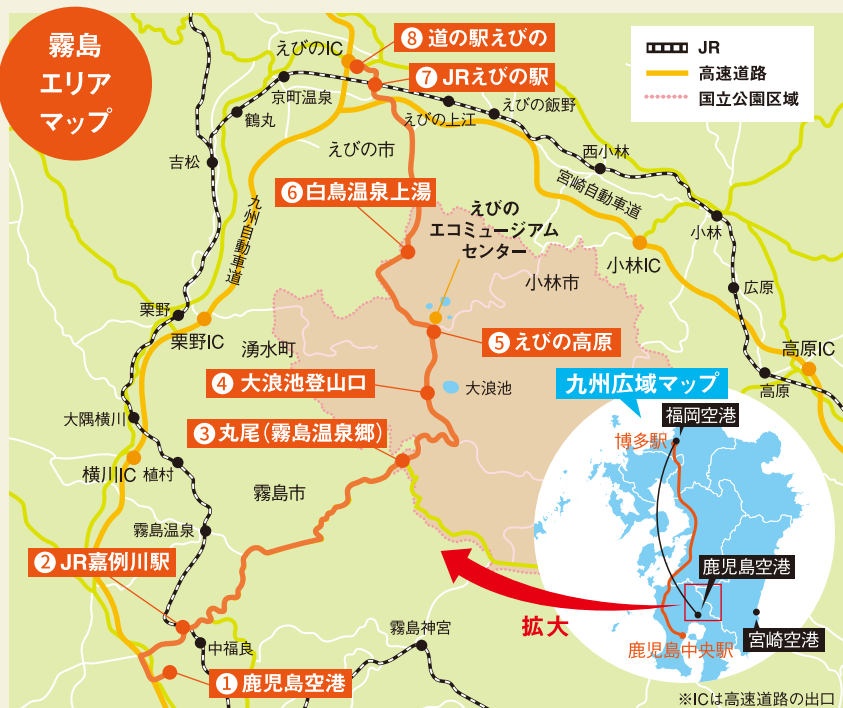 霧島
エリア
マップ
JR
高速道路
国立公園区域
⑧道の駅えびの
えびのIC
⑦JRえびの駅
京町温泉
えびの上江
えびの飯野
鶴丸
吉松
えびの市
西小林
宮崎自動車道
九州自動車道
⑥白鳥温泉上湯
えびの
エコミュージアム
センター
小林
小林IC
小林市
広原
栗野
栗野IC
湧水町
⑤えびの高原
高原IC
高原
④大浪池登山口
大浪池
九州広域マップ
福岡空港
博多駅
大隅横川
③丸尾(霧島温泉郷)
横川IC
植村
霧島市
霧島温泉
②JR嘉例川駅
鹿児島空港
拡大
宮崎空港
鹿児島中央駅
中福良
霧島神宮
①鹿児島空港
※ICは高速道路の出口